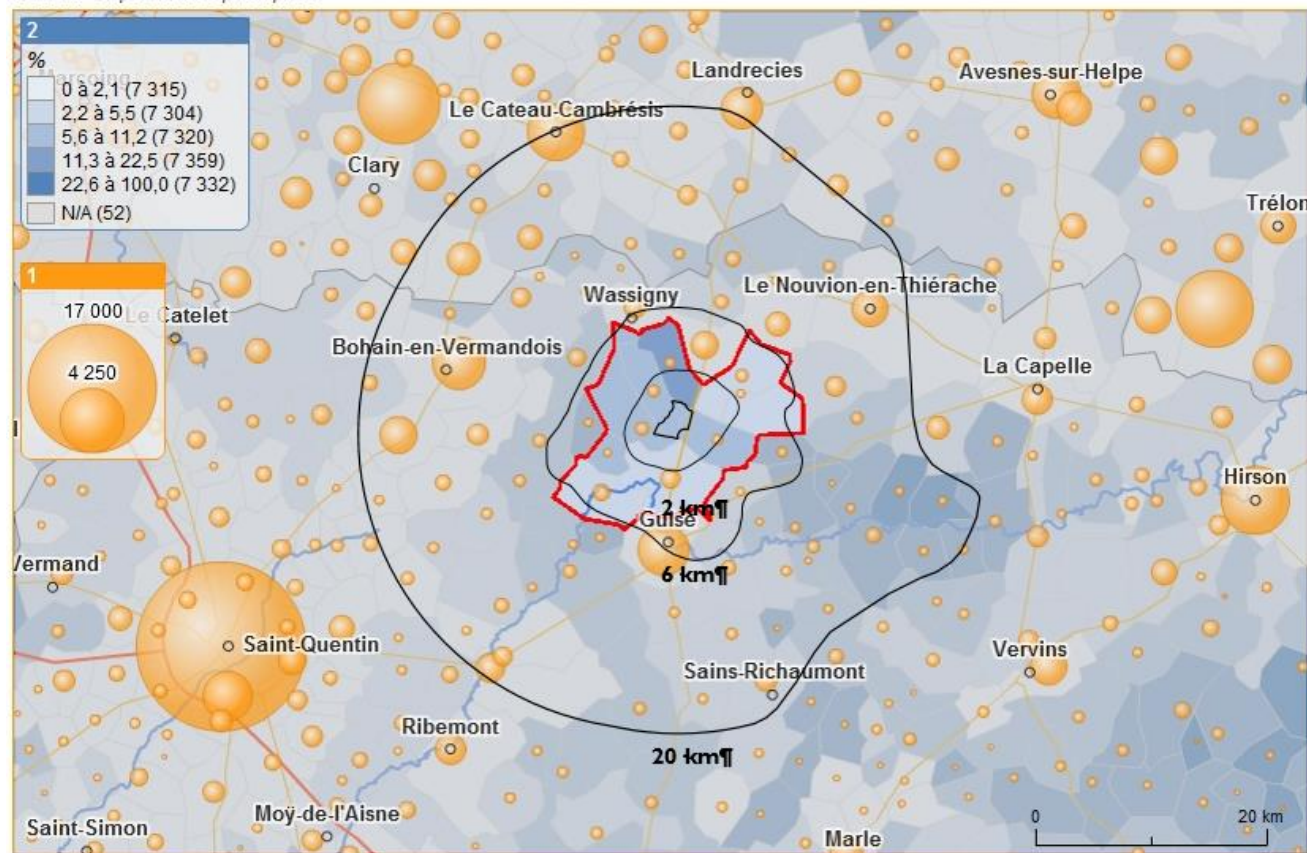 2
%
Marcoing
0 à 2,1 (7 315)
2,2 à 5,5 (7 304)
5,6 à 11,2 (7 320)
11,3 à 22,5 (7 359)
22,6 à 100,0 (7 332)
N/A (52)
Landrecies
Avesnes-sur-Helpe
Le Cateau-Cambrésis
Clary
Trélon
1
17 000
4 250
Le Catelet
Wassigny
Le Nouvion-en-Thiérache
Bohain-en-Vermandois
La Capelle
Hirson
2 km¶
Guise
6 km¶
Vermand
Saint-Quentin
Sains-Richaumont
Vervins
Ribemont
20 km¶
Moÿ-de-l'Aisne
Saint-Simon
Marle
0
20 km